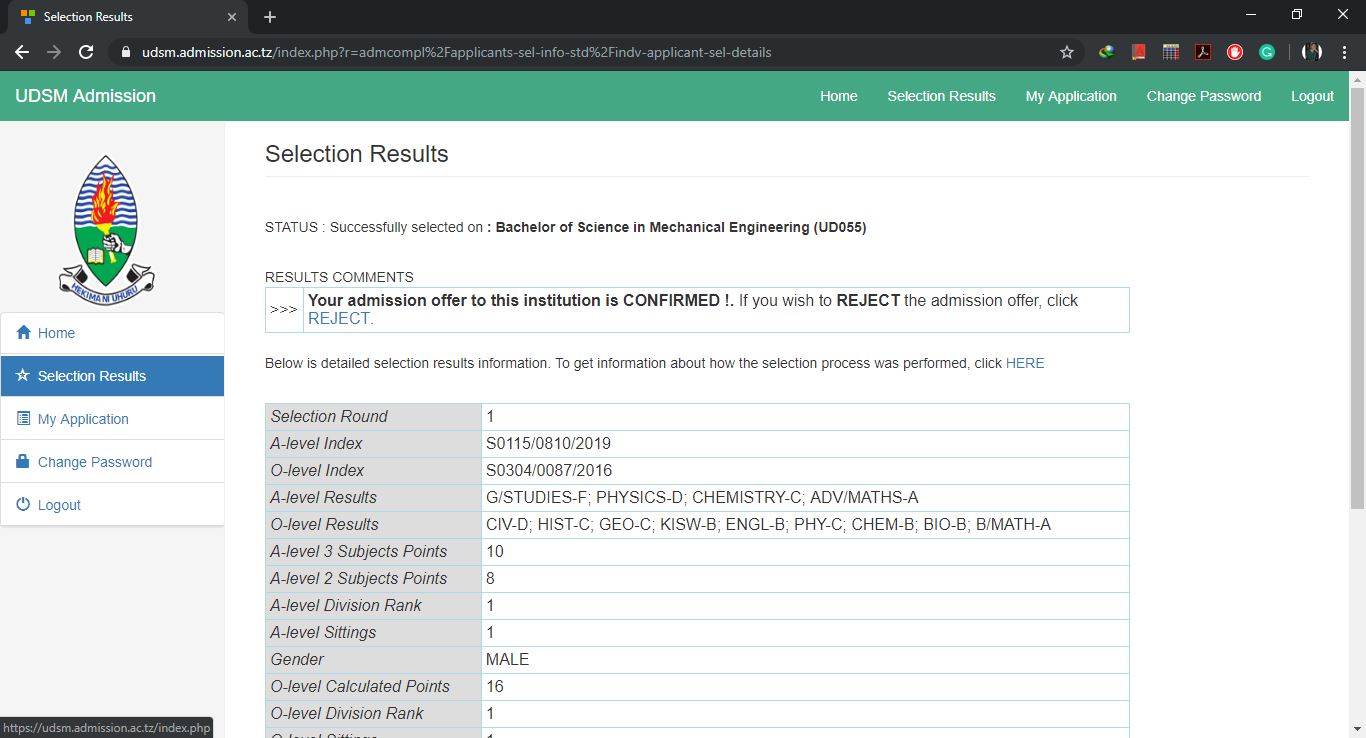 Selection Results
udsm.admission.ac.tz/index.php?r=admcompl%2Fapplicants-sel-info-std%2Findv-applicant-sel-details
UDSM Admission
Home Selection Results My Application Change Password Logout
HEKIMA NI UHURU
Home
Selection Results
My Application
Change Password
Logout
Selection Results
STATUS : Successfully selected on : Bachelor of Science in Mechanical Engineering (UD055)
RESULTS COMMENTS
>>> Your admission offer to this institution is CONFIRMED !. If you wish to REJECT the admission offer, click
REJECT.
Below is detailed selection results information. To get information about how the selection process was performed, click HERE
Selection Round 1
A-level Index S0115/0810/2019
O-level Index S0304/0087/2016
A-level Results G/STUDIES-F; PHYSICS-D; CHEMISTRY-C; ADV/MATHS-A
O-level Results CIV-D; HIST-C; GEO-C; KISW-B; ENGL-B; PHY-C; CHEM-B; BIO-B; B/MATH-A
A-level 3 Subjects Points 10
A-level 2 Subjects Points 8
A-level Division Rank 1
A-level Sittings 1
Gender MALE
O-level Calculated Points 16
O-level Division Rank 1
O-level Sittings 1
https://udsm.admission.ac.tz/index.php